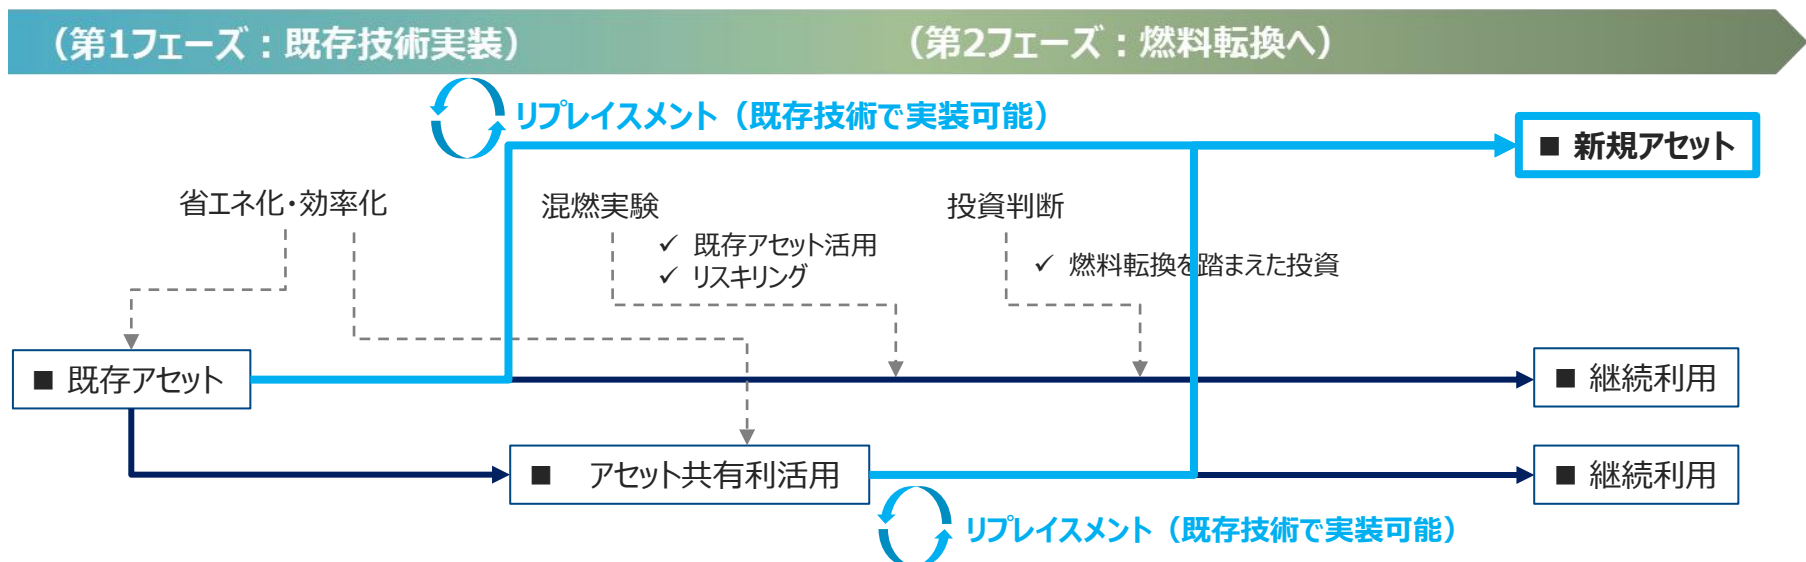 （第1フェーズ：既存技術実装）
（第2フェーズ：燃料転換へ）
リプレイスメント（既存技術で実装可能）
■ 新規アセット
省エネ化・効率化
混燃実験
✓ 既存アセット活用
✓ リスキリング
投資判断
✓ 燃料転換を踏まえた投資
■ 既存アセット
■ 継続利用
■ アセット共有利活用
■ 継続利用
リプレイスメント（既存技術で実装可能）